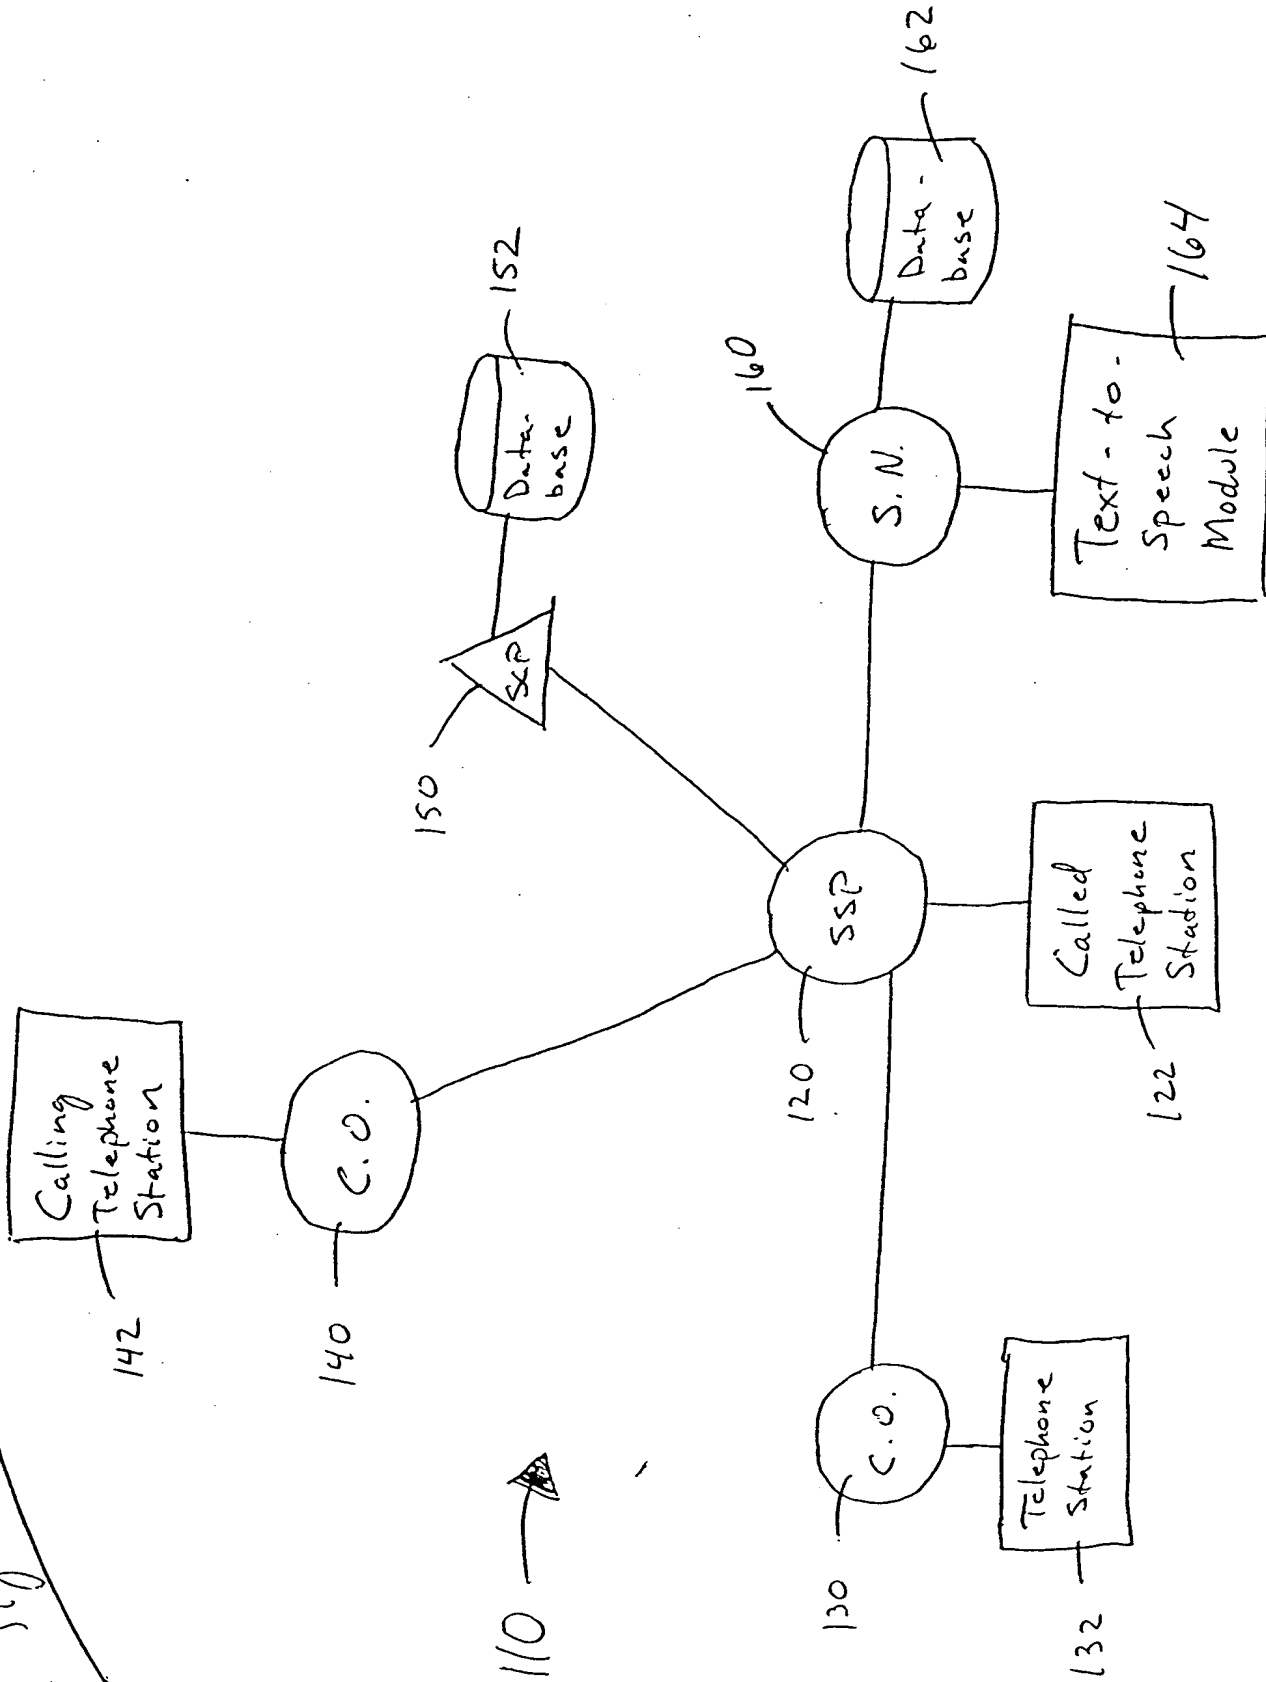 Calling
Telephone
Station
142
C.O.
140
SCP
150
Data-
base
152
110
SSP
120
S.N.
160
Data-
base
162
C.O.
130
Telephone
Station
132
Called
Telephone
Station
122
Text-to-
Speech
Module
164